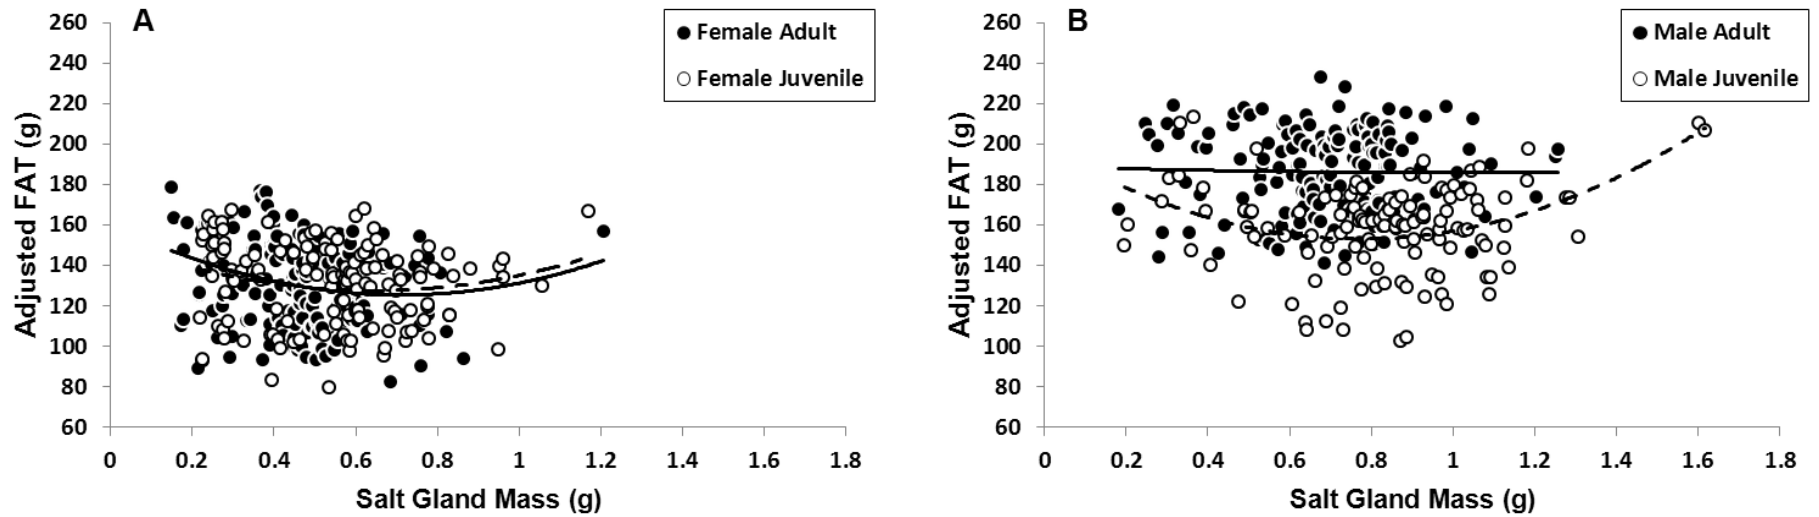 A
Female Adult
Female Juvenile
Adjusted FAT (g)
260
240
220
200
180
160
140
120
100
80
60
0 0.2 0.4 0.6 0.8 1 1.2 1.4 1.6 1.8
Salt Gland Mass (g)
B
Male Adult
Male Juvenile
Adjusted FAT (g)
260
240
220
200
180
160
140
120
100
80
60
0 0.2 0.4 0.6 0.8 1 1.2 1.4 1.6 1.8
Salt Gland Mass (g)